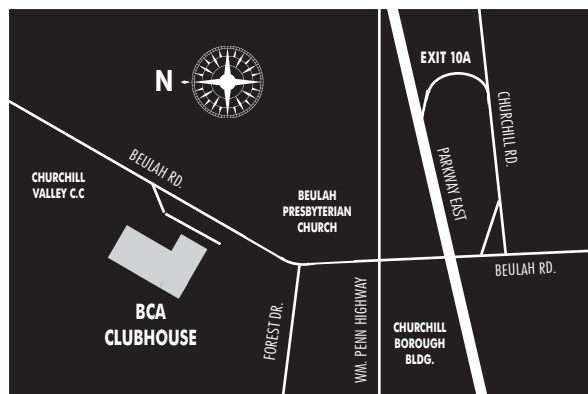 EXIT 10A
N
CHURCHILL RD.
BEULAH RD.
CHURCHILL
VALLEY C.C
PARKWAY EAST
BEULAH
PRESBYTERIAN
CHURCH
BEULAH RD.
BCA
CLUBHOUSE
FOREST DR.
WM. PENN HIGHWAY
CHURCHILL
BOROUGH
BLDG.